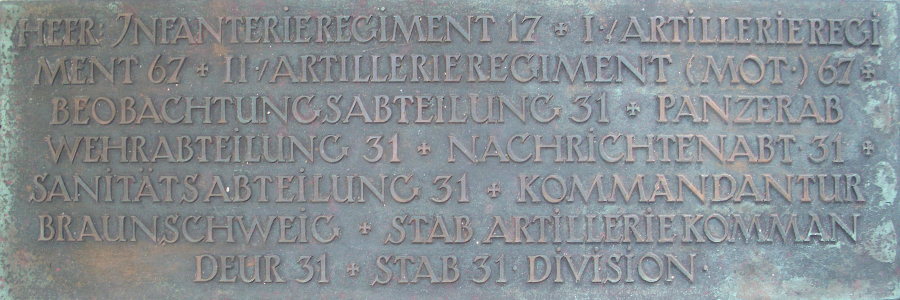 HEER: INFANTERIEREGIMENT 17 ✠ I./ARTILLERIEREGI
MENT 67 ✠ II./ARTILLERIEREGIMENT (MOT.) 67 ✠
BEOBACHTUNGSABTEILUNG 31 ✠ PANZERAB
WEHRABTEILUNG 31 ✠ NACHRICHTENABT. 31 ✠
SANITÄTSABTEILUNG 31 ✠ KOMMANDANTUR
BRAUNSCHWEIG ✠ STAB ARTILLERIEKOMMAN
DEUR 31 ✠ STAB 31. DIVISION.